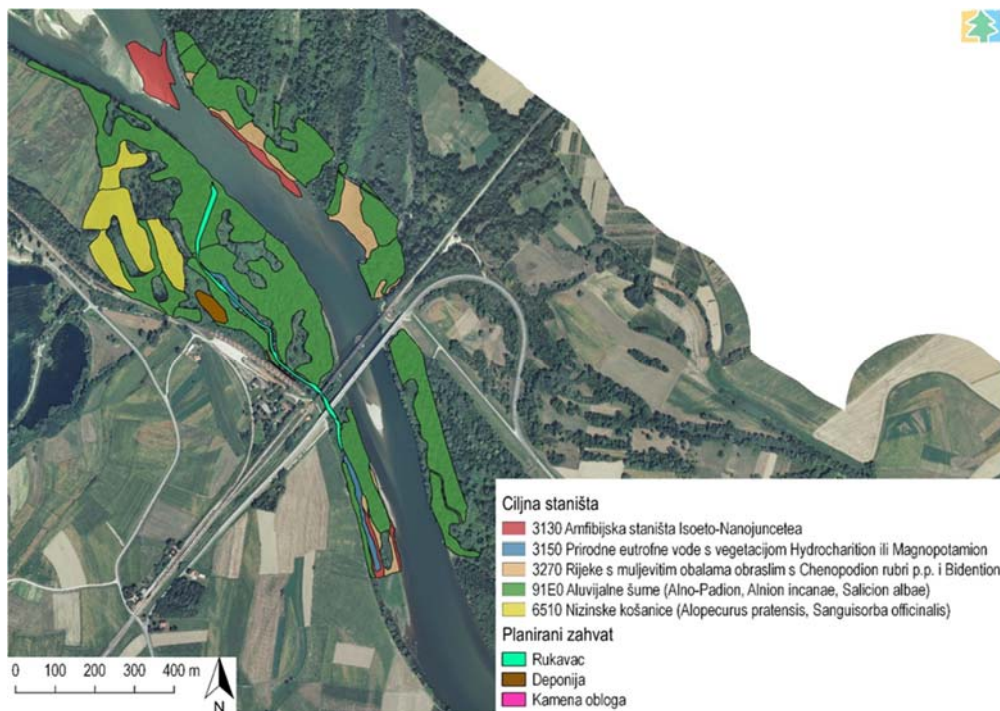 Ciljna staništa
3130 Amfibijska staništa Isoeto-Nanojuncetea
3150 Prirodne eutrofne vode s vegetacijom Hydrocharition ili Magnopotamion
3270 Rijeke s muljevitim obalama obraslim s Chenopodion rubri p.p. i Bidention
91E0 Aluvijalne šume (Alno-Padion, Alnion incanae, Salicion albae)
6510 Nizinske košanice (Alopecurus pratensis, Sanguisorba officinalis)
Planirani zahvat
Rukavac
Deponija
Kamena obloga
0 100 200 300 400 m
N